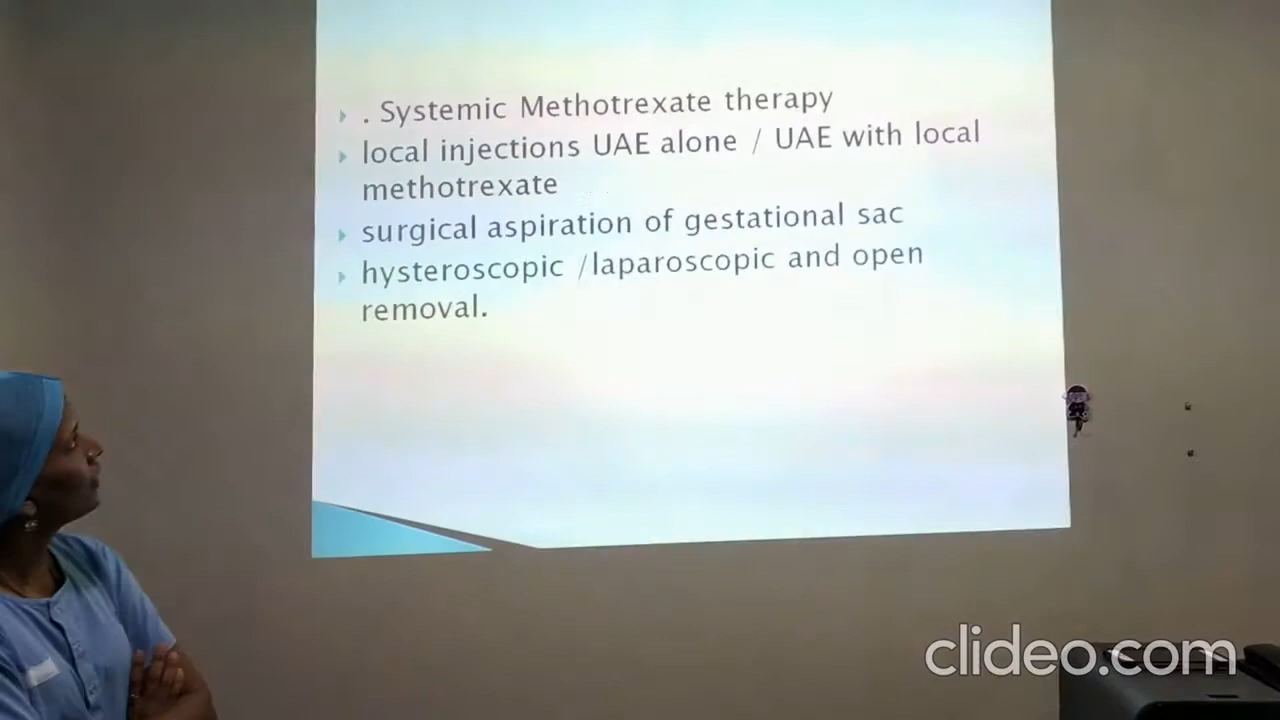 . Systemic Methotrexate therapy
local injections UAE alone / UAE with local
methotrexate
surgical aspiration of gestational sac
hysteroscopic /laparoscopic and open
removal.
clideo.com